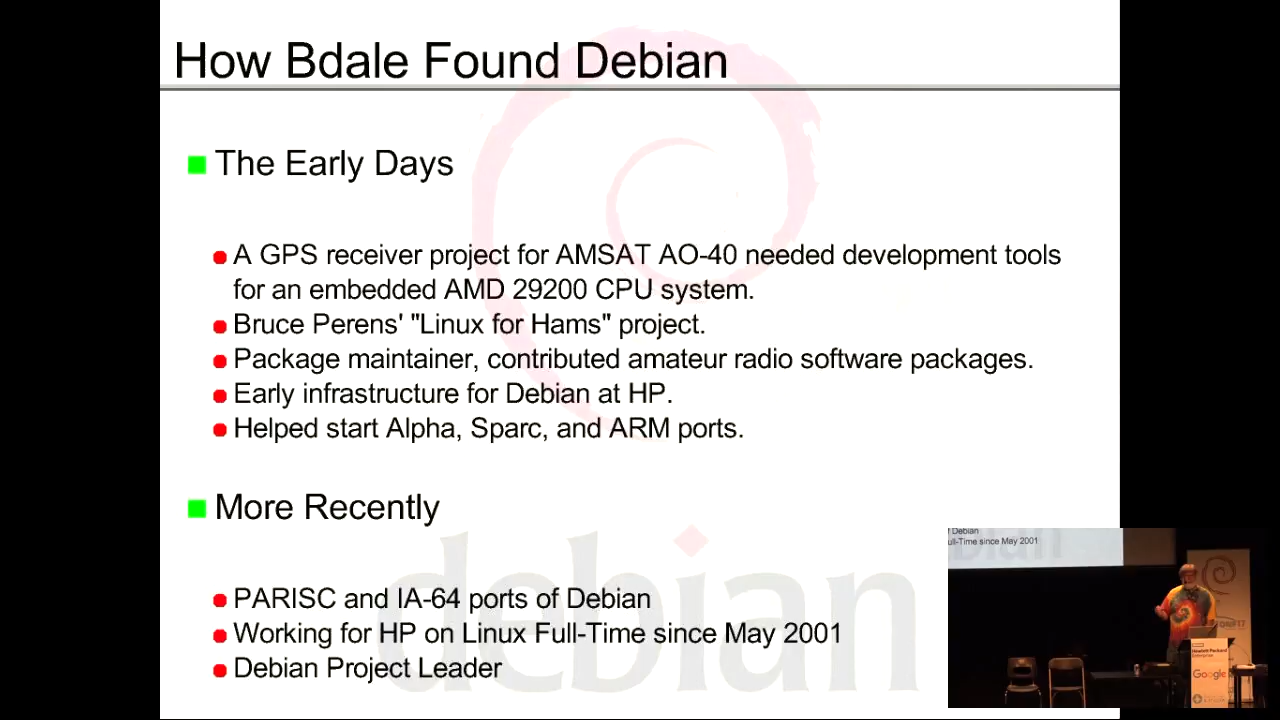 How Bdale Found Debian
The Early Days
A GPS receiver project for AMSAT AO-40 needed development tools
for an embedded AMD 29200 CPU system.
Bruce Perens' "Linux for Hams" project.
Package maintainer, contributed amateur radio software packages.
Early infrastructure for Debian at HP.
Helped start Alpha, Sparc, and ARM ports.
More Recently
PARISC and IA-64 ports of Debian
Working for HP on Linux Full-Time since May 2001
Debian Project Leader
debian
f Debian
ull-Time since May 2001
Hewlett Packard
Enterprise
Google